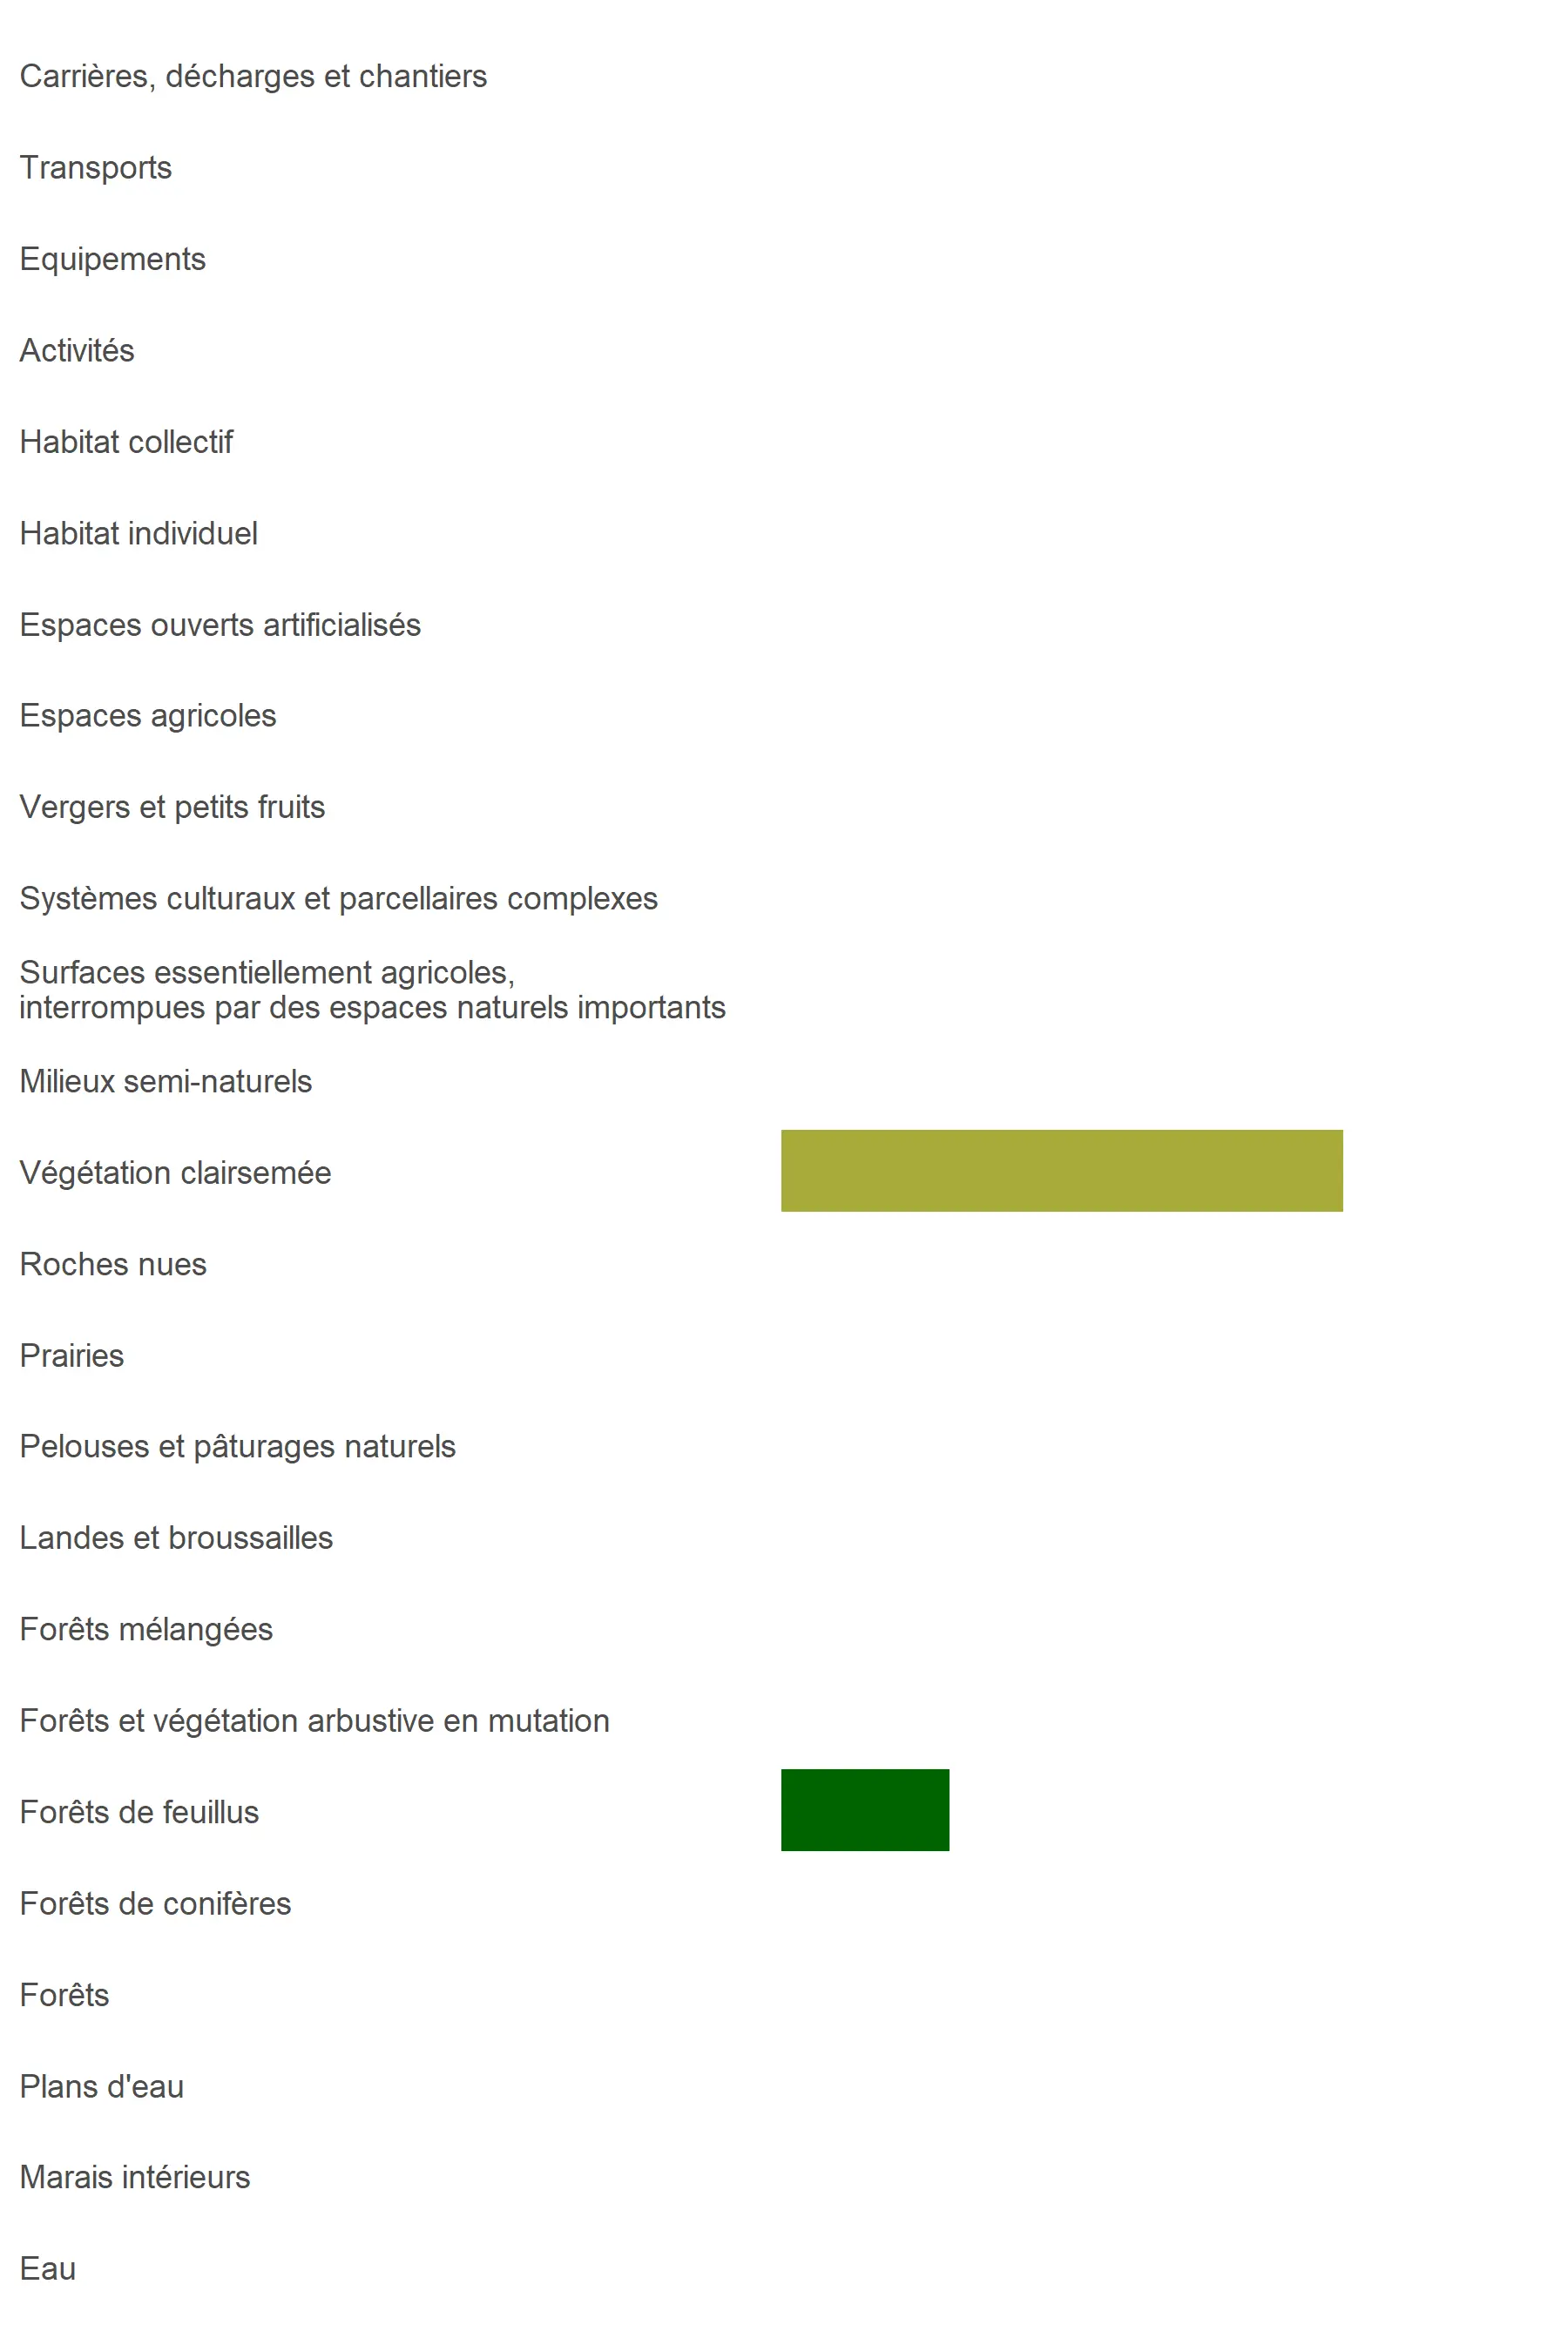 Carrières, décharges et chantiers
Transports
Equipements
Activités
Habitat collectif
Habitat individuel
Espaces ouverts artificialisés
Espaces agricoles
Vergers et petits fruits
Systèmes culturaux et parcellaires complexes
Surfaces essentiellement agricoles,
interrompues par des espaces naturels importants
Milieux semi-naturels
Végétation clairsemée
Roches nues
Prairies
Pelouses et pâturages naturels
Landes et broussailles
Forêts mélangées
Forêts et végétation arbustive en mutation
Forêts de feuillus
Forêts de conifères
Forêts
Plans d'eau
Marais intérieurs
Eau